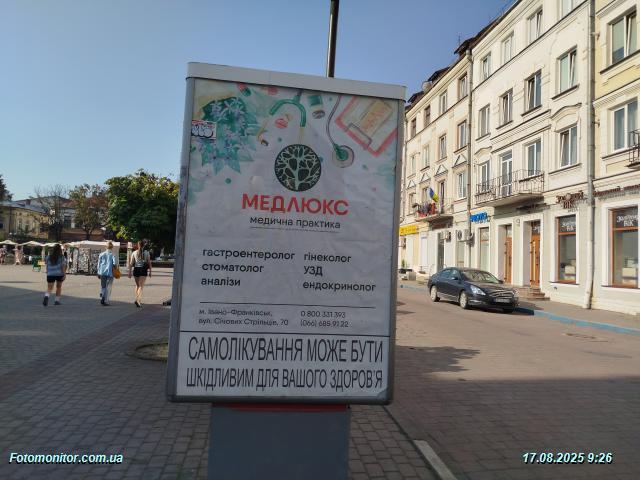 МЕДЛЮКС
медична практика
гастроентеролог гінеколог
стоматолог УЗД
аналізи ендокринолог
м. Івано-Франківськ, 0 800 331 393
вул. Січових Стрільців, 70 (066) 685 91 22
САМОЛІКУВАННЯ МОЖЕ БУТИ
ШКІДЛИВИМ ДЛЯ ВАШОГО ЗДОРОВ'Я
Fotomonitor.com.ua
17.08.2025 9:26